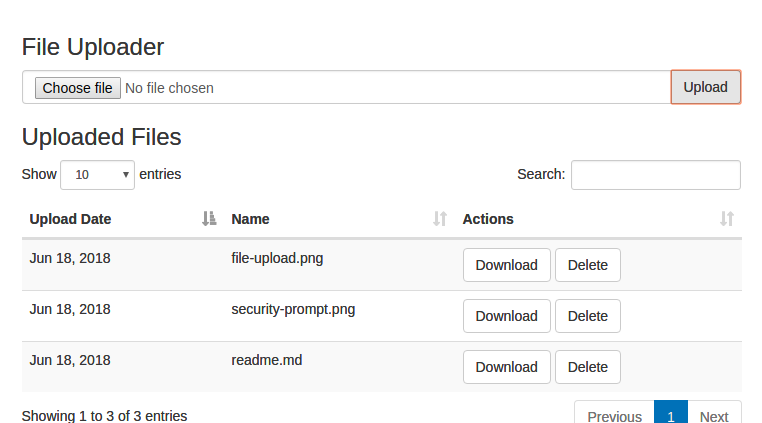 File Uploader
Choose file No file chosen Upload
Uploaded Files
Show 10 entries Search:
Upload Date Name Actions
Jun 18, 2018 file-upload.png Download Delete
Jun 18, 2018 security-prompt.png Download Delete
Jun 18, 2018 readme.md Download Delete
Showing 1 to 3 of 3 entries Previous 1 Next